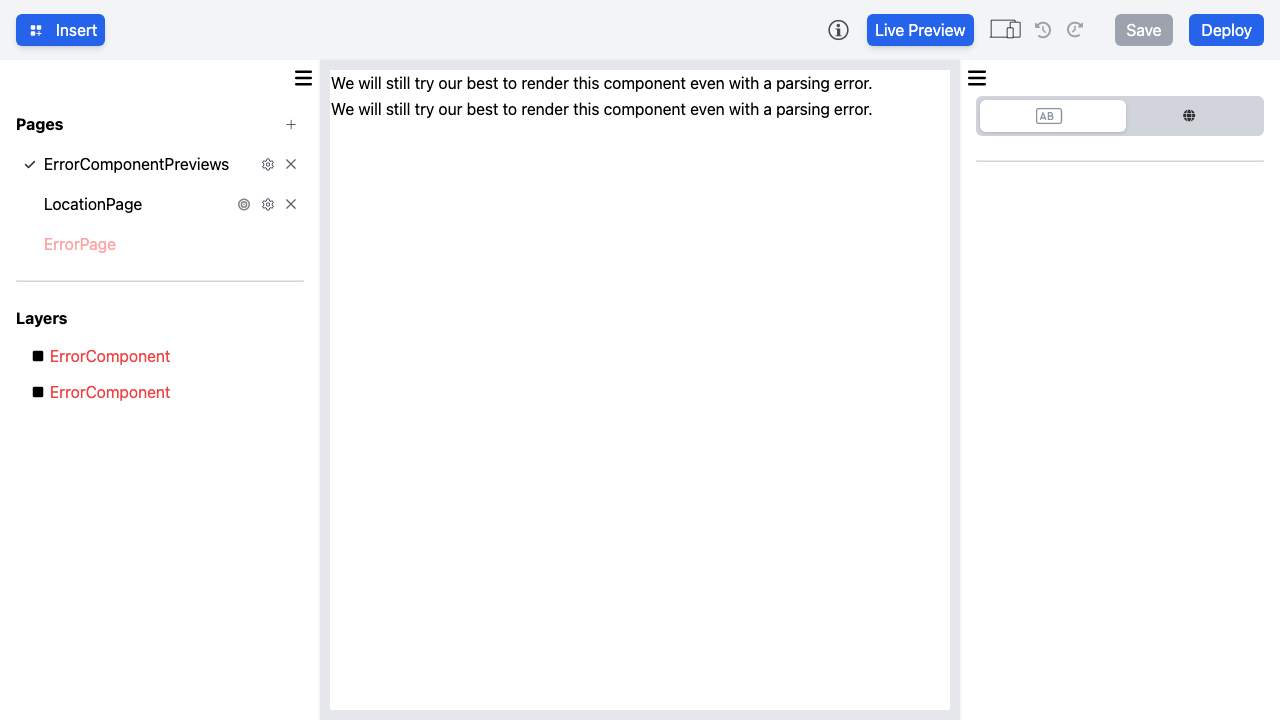 Insert
Live Preview
Save
Deploy
Pages
ErrorComponentPreviews
LocationPage
ErrorPage
Layers
ErrorComponent
ErrorComponent
We will still try our best to render this component even with a parsing error.
We will still try our best to render this component even with a parsing error.
AB